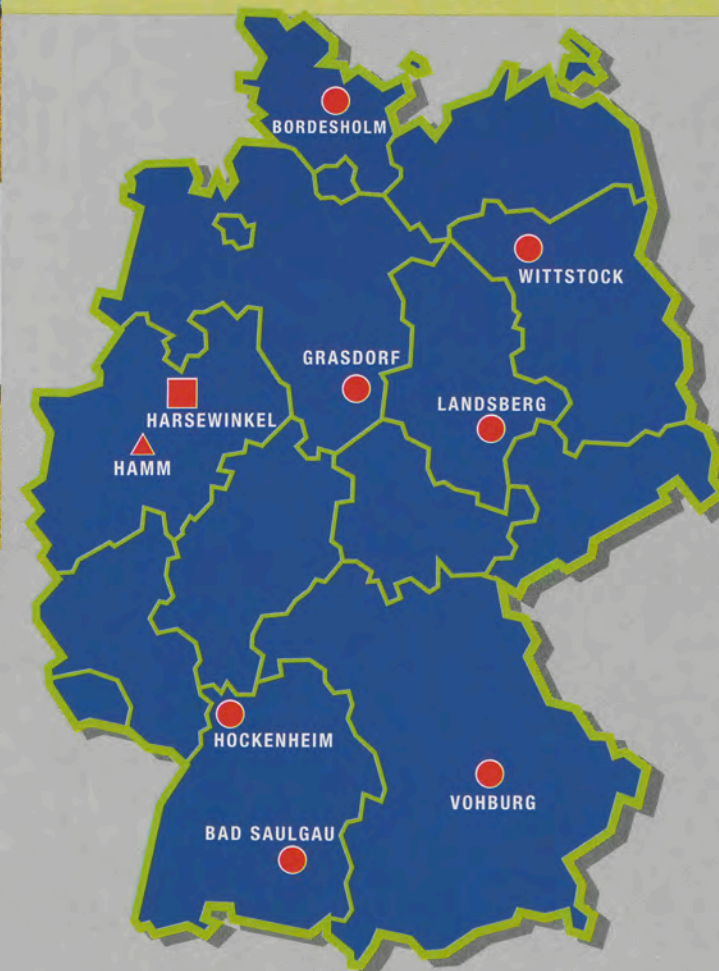 BORDESHOLM
WITTSTOCK
GRASDORF
HARSEWINKEL
LANDSBERG
HAMM
HOCKENHEIM
VOHBURG
BAD SAULGAU